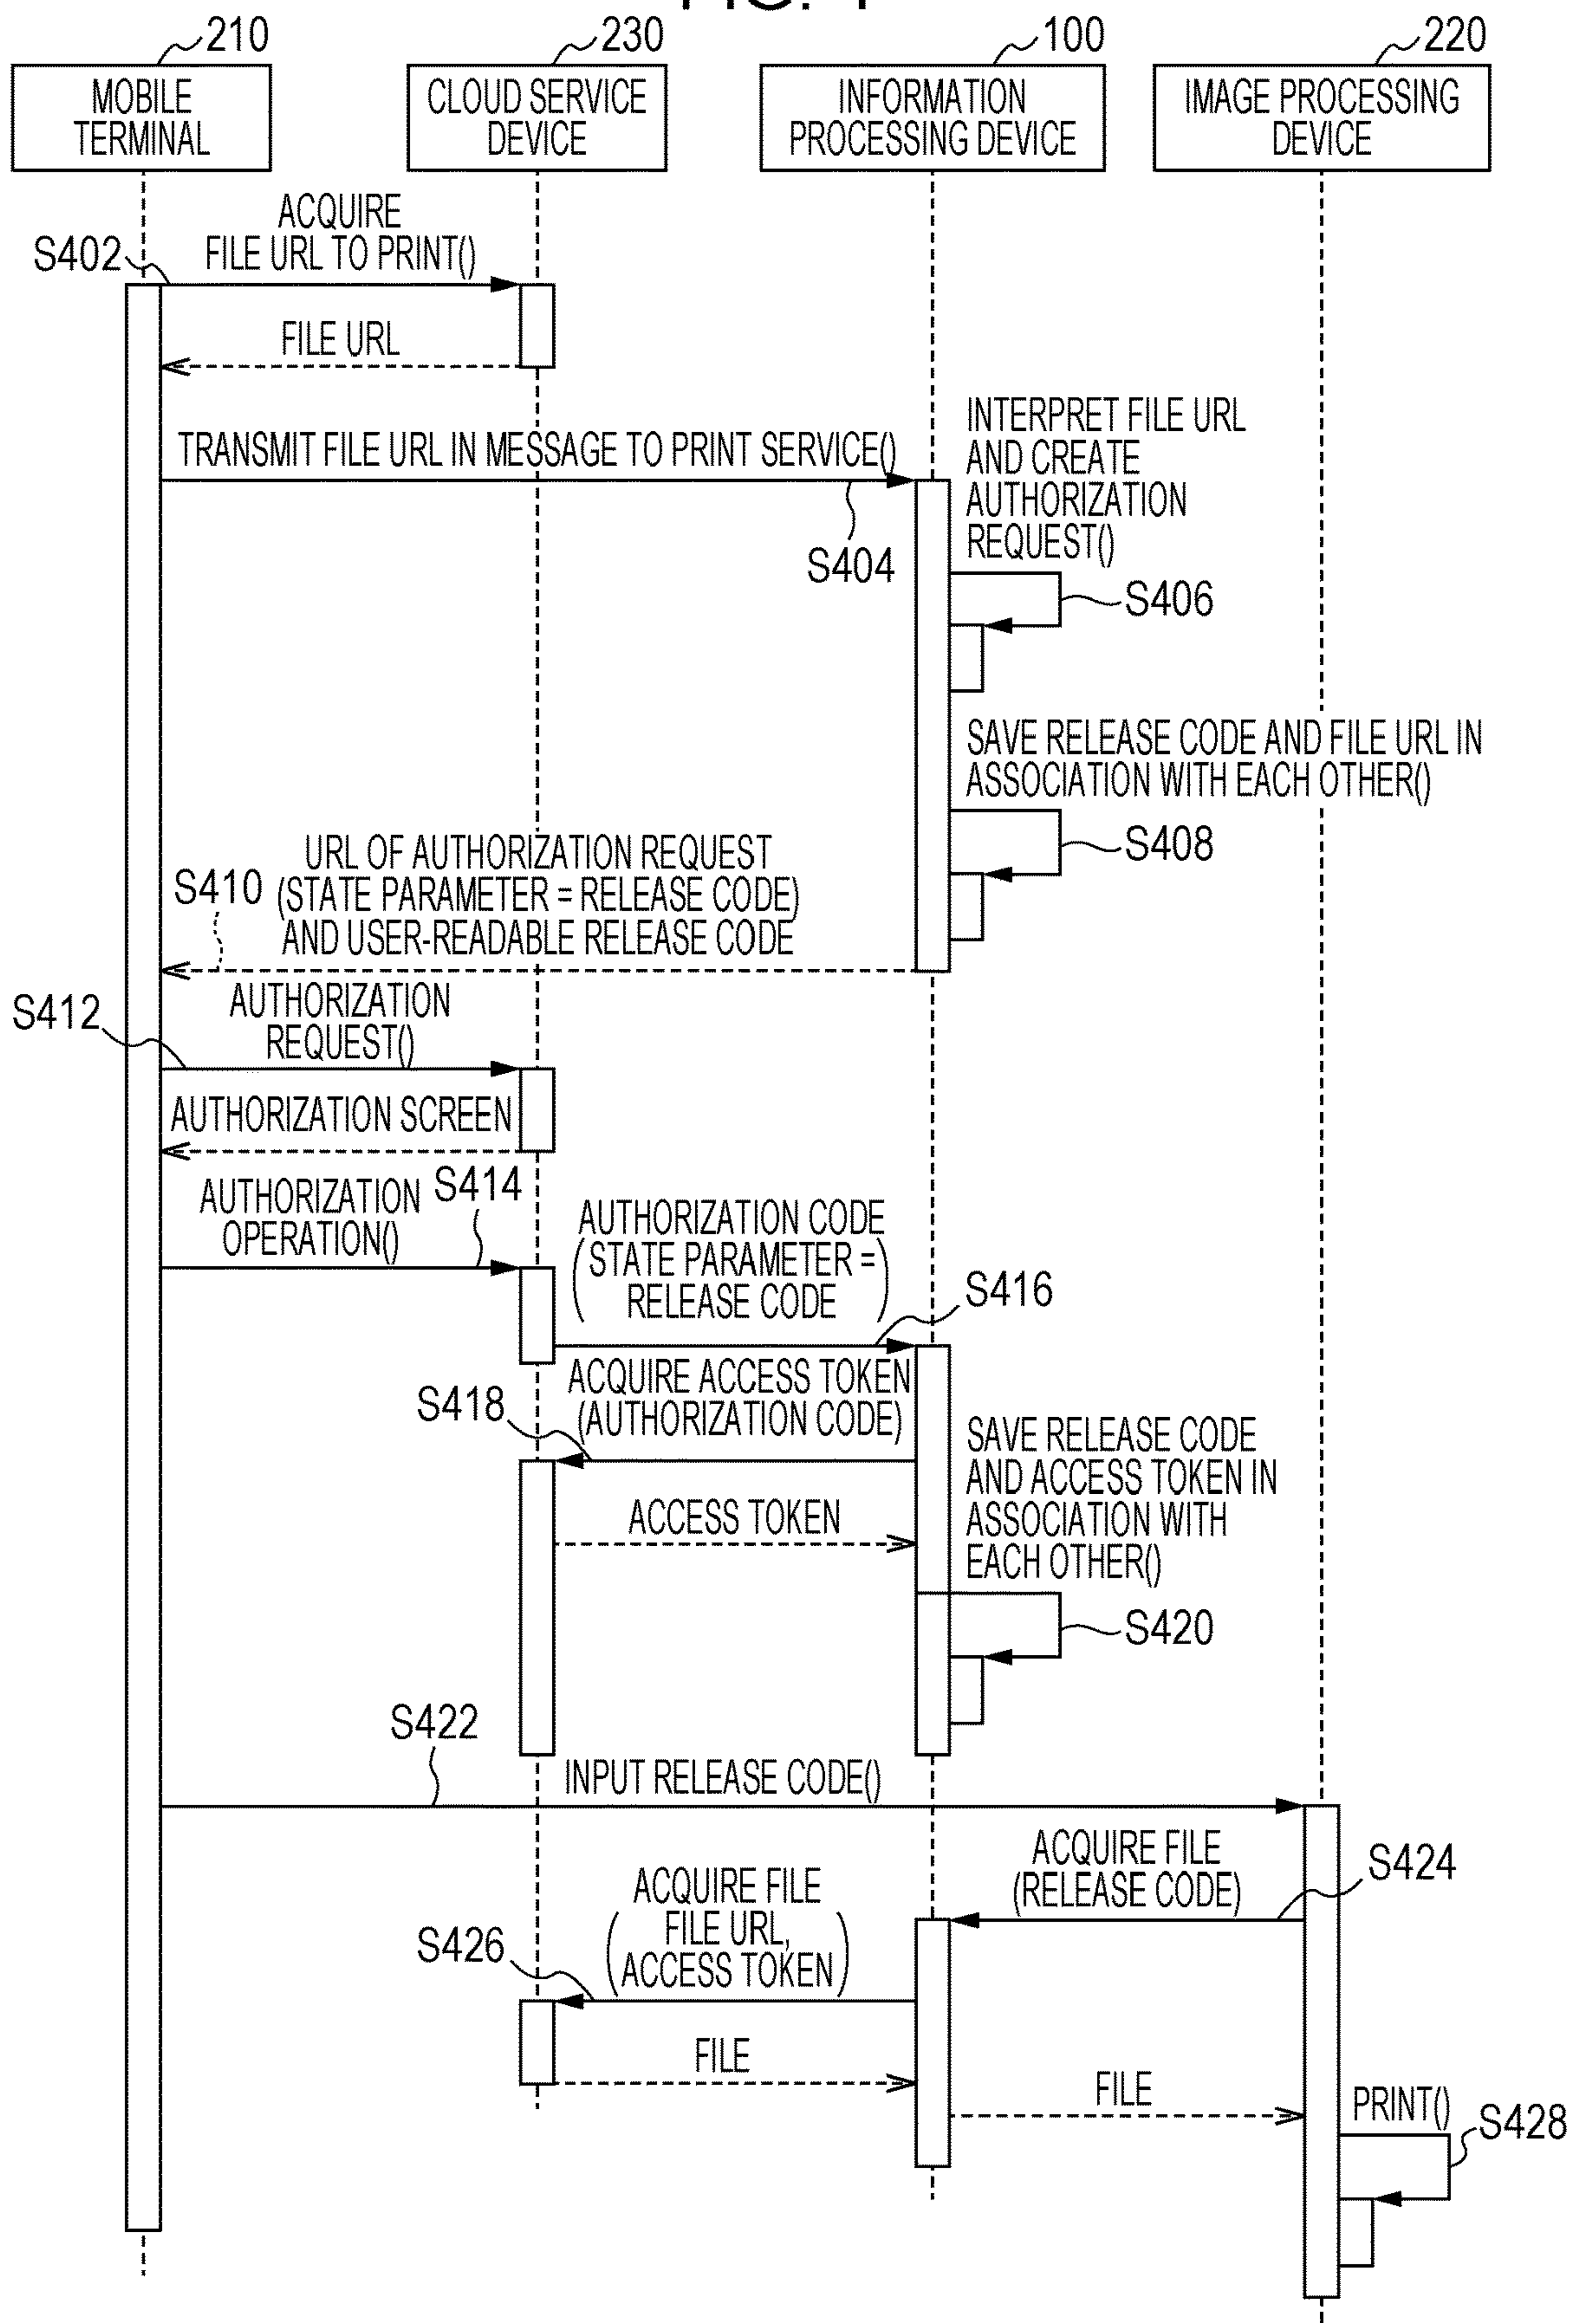 210
230
100
220
MOBILE
TERMINAL
CLOUD SERVICE
DEVICE
INFORMATION
PROCESSING DEVICE
IMAGE PROCESSING
DEVICE
ACQUIRE
FILE URL TO PRINT()
S402
FILE URL
TRANSMIT FILE URL IN MESSAGE TO PRINT SERVICE()
S404
INTERPRET FILE URL
AND CREATE
AUTHORIZATION
REQUEST()
S406
SAVE RELEASE CODE AND FILE URL IN
ASSOCIATION WITH EACH OTHER()
S408
URL OF AUTHORIZATION REQUEST
(STATE PARAMETER = RELEASE CODE)
AND USER-READABLE RELEASE CODE
S410
AUTHORIZATION
REQUEST()
S412
AUTHORIZATION SCREEN
AUTHORIZATION
OPERATION()
S414
AUTHORIZATION CODE
(STATE PARAMETER =
RELEASE CODE)
S416
ACQUIRE ACCESS TOKEN
(AUTHORIZATION CODE)
S418
ACCESS TOKEN
SAVE RELEASE CODE
AND ACCESS TOKEN IN
ASSOCIATION WITH
EACH OTHER()
S420
S422
INPUT RELEASE CODE()
ACQUIRE FILE
(RELEASE CODE)
S424
ACQUIRE FILE
(FILE URL,
ACCESS TOKEN)
S426
FILE
FILE
PRINT()
S428